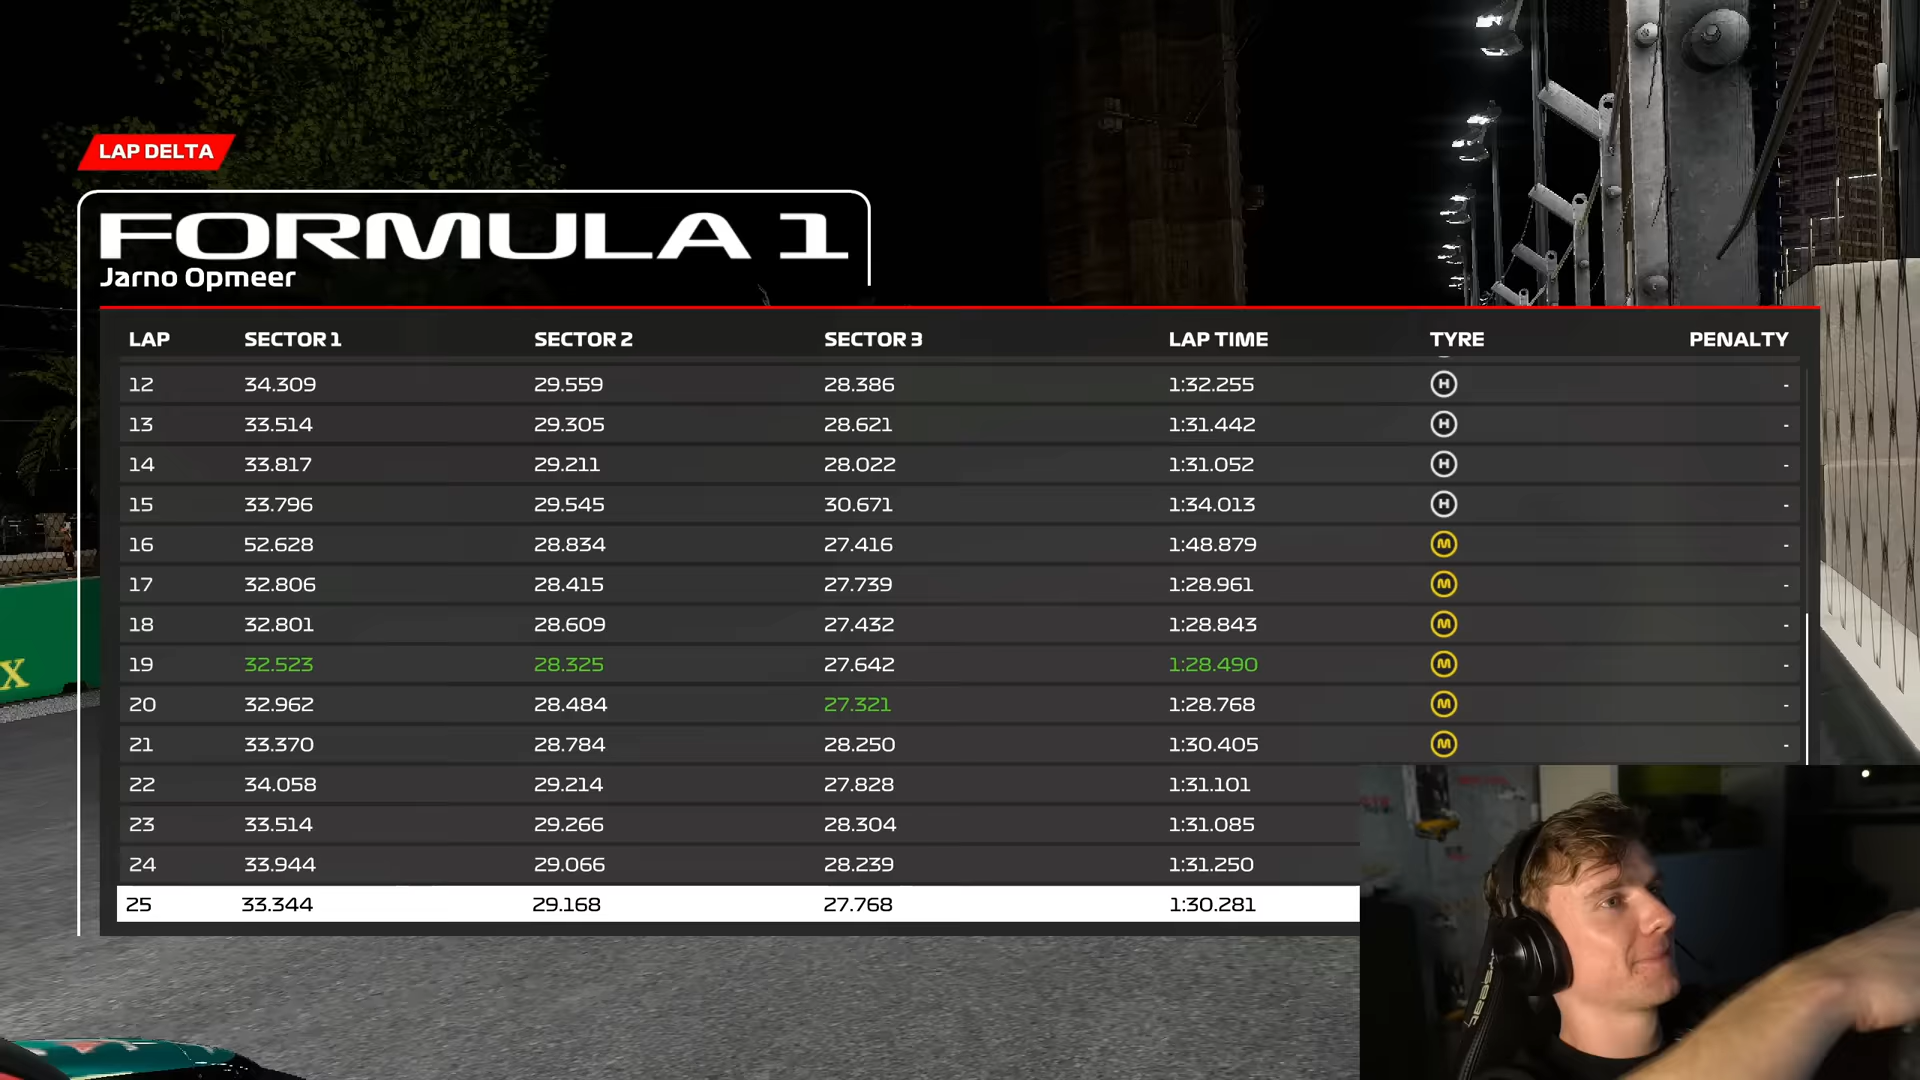 LAP DELTA
FORMULA 1
Jarno Opmeer
LAP SECTOR 1 SECTOR 2 SECTOR 3 LAP TIME TYRE PENALTY
12 34.309 29.559 28.386 1:32.255 H -
13 33.514 29.305 28.621 1:31.442 H -
14 33.817 29.211 28.022 1:31.052 H -
15 33.796 29.545 30.671 1:34.013 H -
16 52.628 28.834 27.416 1:48.879 M -
17 32.806 28.415 27.739 1:28.961 M -
18 32.801 28.609 27.432 1:28.843 M -
19 32.523 28.325 27.642 1:28.490 M -
20 32.962 28.484 27.321 1:28.768 M -
21 33.370 28.784 28.250 1:30.405 M -
22 34.058 29.214 27.828 1:31.101
23 33.514 29.266 28.304 1:31.085
24 33.944 29.066 28.239 1:31.250
25 33.344 29.168 27.768 1:30.281
X